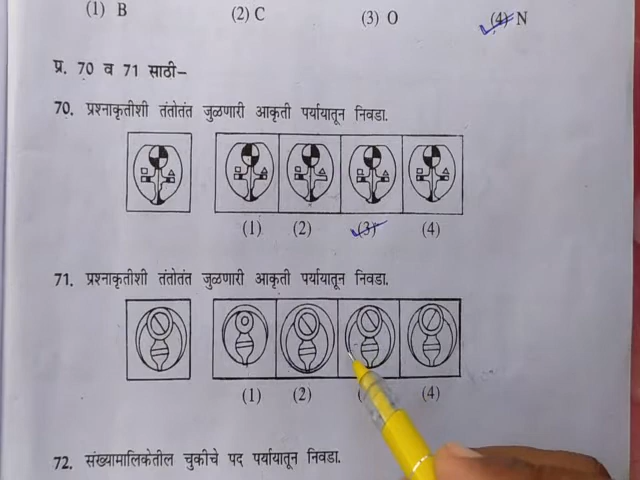 (1) B (2) C (3) O (4) N
प्र. 70 व 71 साठी–
70. प्रश्नाकृतीशी तंतोतंत जुळणारी आकृती पर्यायातून निवडा.
(1) (2) (3) (4)
71. प्रश्नाकृतीशी तंतोतंत जुळणारी आकृती पर्यायातून निवडा.
(1) (2) (4)
72. संख्यामालिकेतील चुकीचे पद पर्यायातून निवडा.